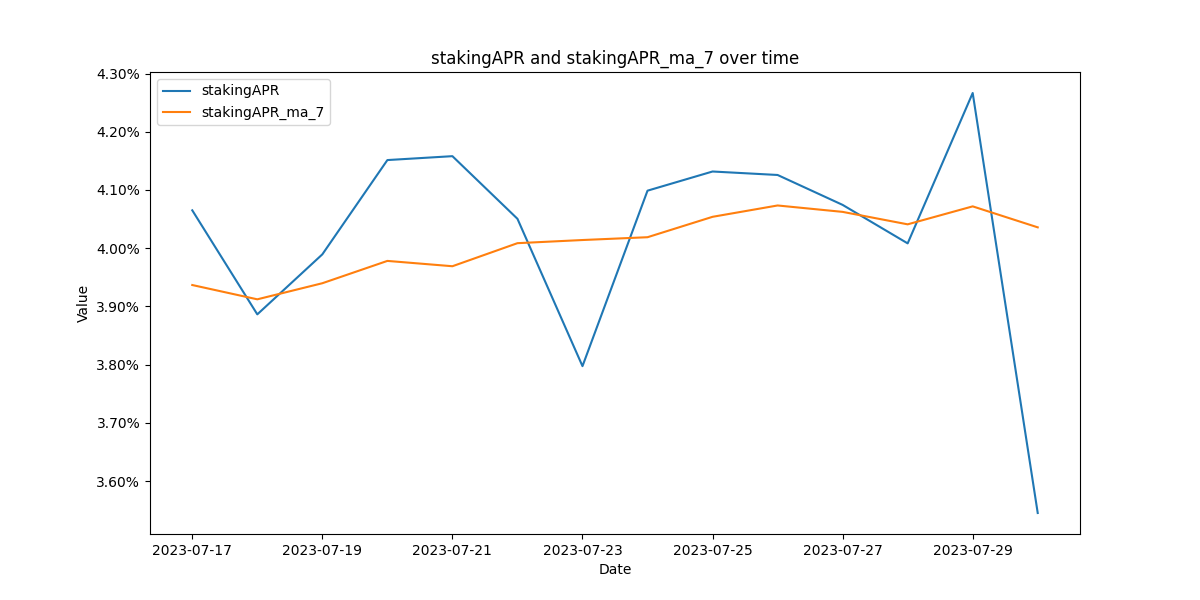 stakingAPR and stakingAPR_ma_7 over time
4.30%
4.20%
4.10%
4.00%
3.90%
3.80%
3.70%
3.60%
Value
stakingAPR
stakingAPR_ma_7
2023-07-17 2023-07-19 2023-07-21 2023-07-23 2023-07-25 2023-07-27 2023-07-29
Date